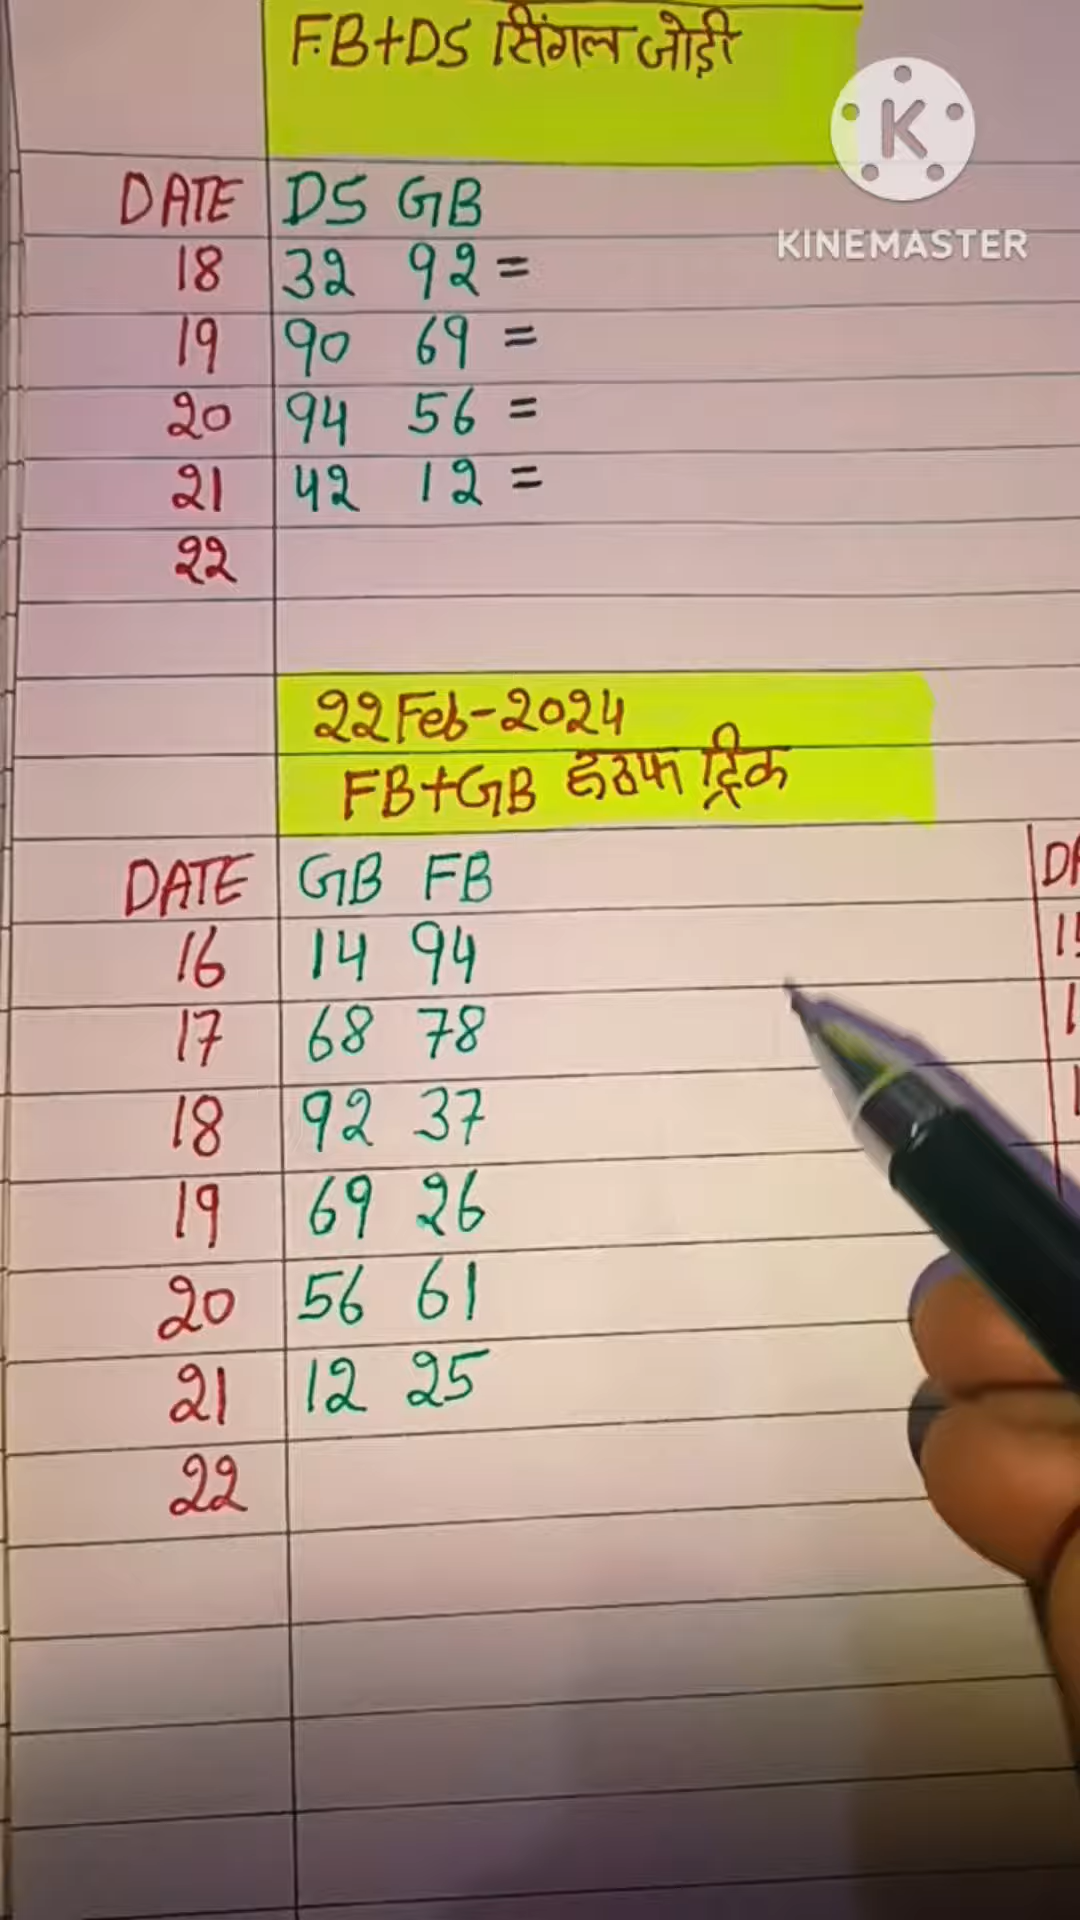 F.B+DS सिंगल जोड़ी
K
KINEMASTER
DATE DS GB
18 32 92 =
19 90 69 =
20 94 56 =
21 42 12 =
22
22 Feb-2024
FB+GB हरुफ ट्रिक
DATE GB FB
16 14 94
17 68 78
18 92 37
19 69 26
20 56 61
21 12 25
22